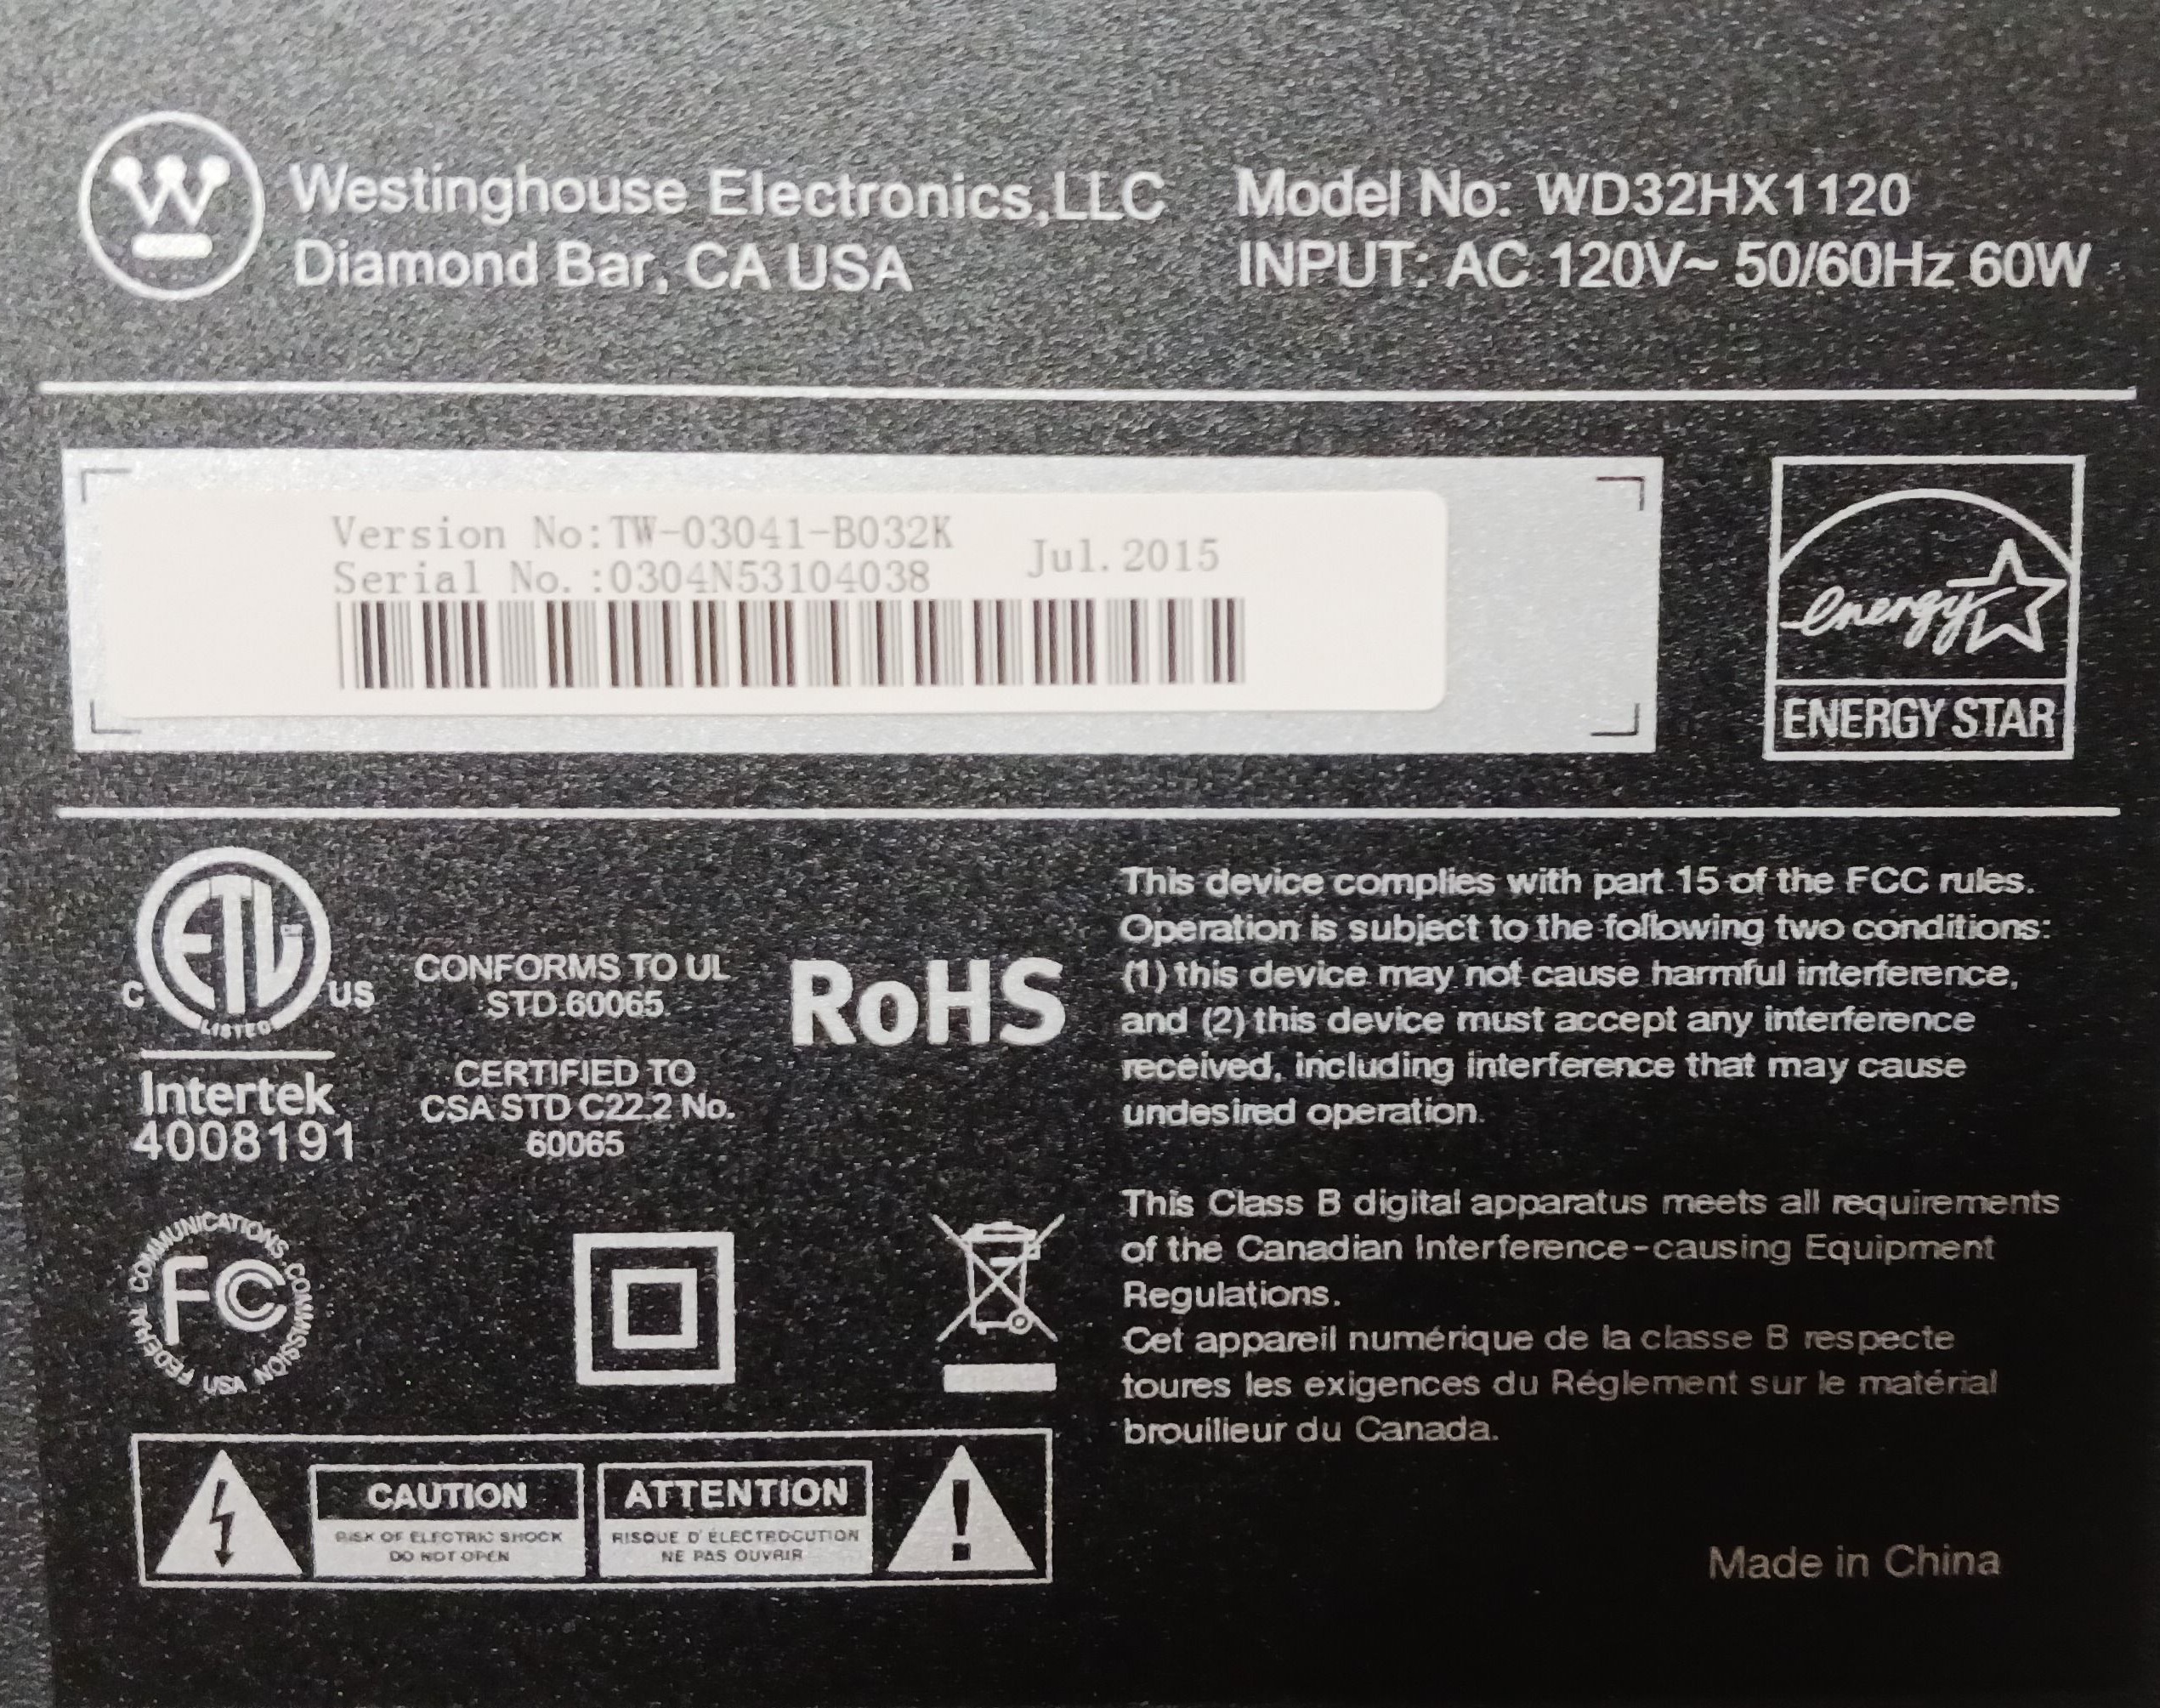 W
Westinghouse Electronics,LLC
Diamond Bar, CA USA
Model No: WD32HX1120
INPUT: AC 120V~ 50/60Hz 60W
Version No:TW-03041-B032K
Serial No.:0304N53104038
Jul.2015
energy
ENERGY STAR
ETL
C US
LISTED
Intertek
4008191
CONFORMS TO UL
STD.60065
CERTIFIED TO
CSA STD C22.2 No.
60065
RoHS
FC
FEDERAL COMMUNICATIONS COMMISSION USA
CAUTION
RISK OF ELECTRIC SHOCK
DO NOT OPEN
ATTENTION
RISQUE D'ÉLECTROCUTION
NE PAS OUVRIR
This device complies with part 15 of the FCC rules.
Operation is subject to the following two conditions:
(1) this device may not cause harmful interference,
and (2) this device must accept any interference
received, including interference that may cause
undesired operation.
This Class B digital apparatus meets all requirements
of the Canadian Interference-causing Equipment
Regulations.
Cet appareil numérique de la classe B respecte
toures les exigences du Réglement sur le matérial
brouilieur du Canada.
Made in China